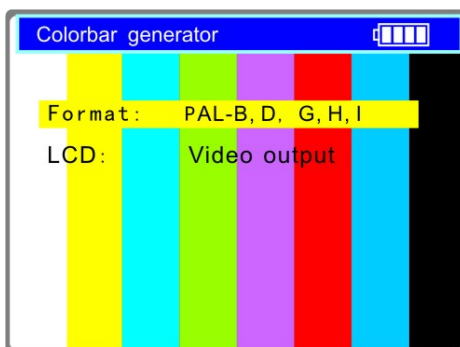 Colorbar generator
Format: PAL-B, D, G, H, I
LCD: Video output